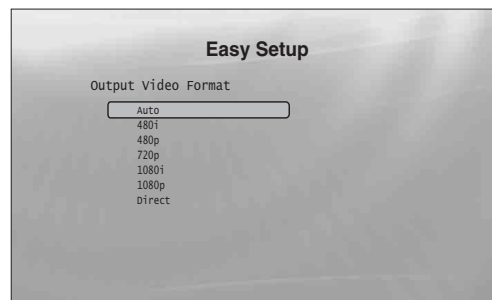 Easy Setup
Output Video Format
Auto
480i
480p
720p
1080i
1080p
Direct